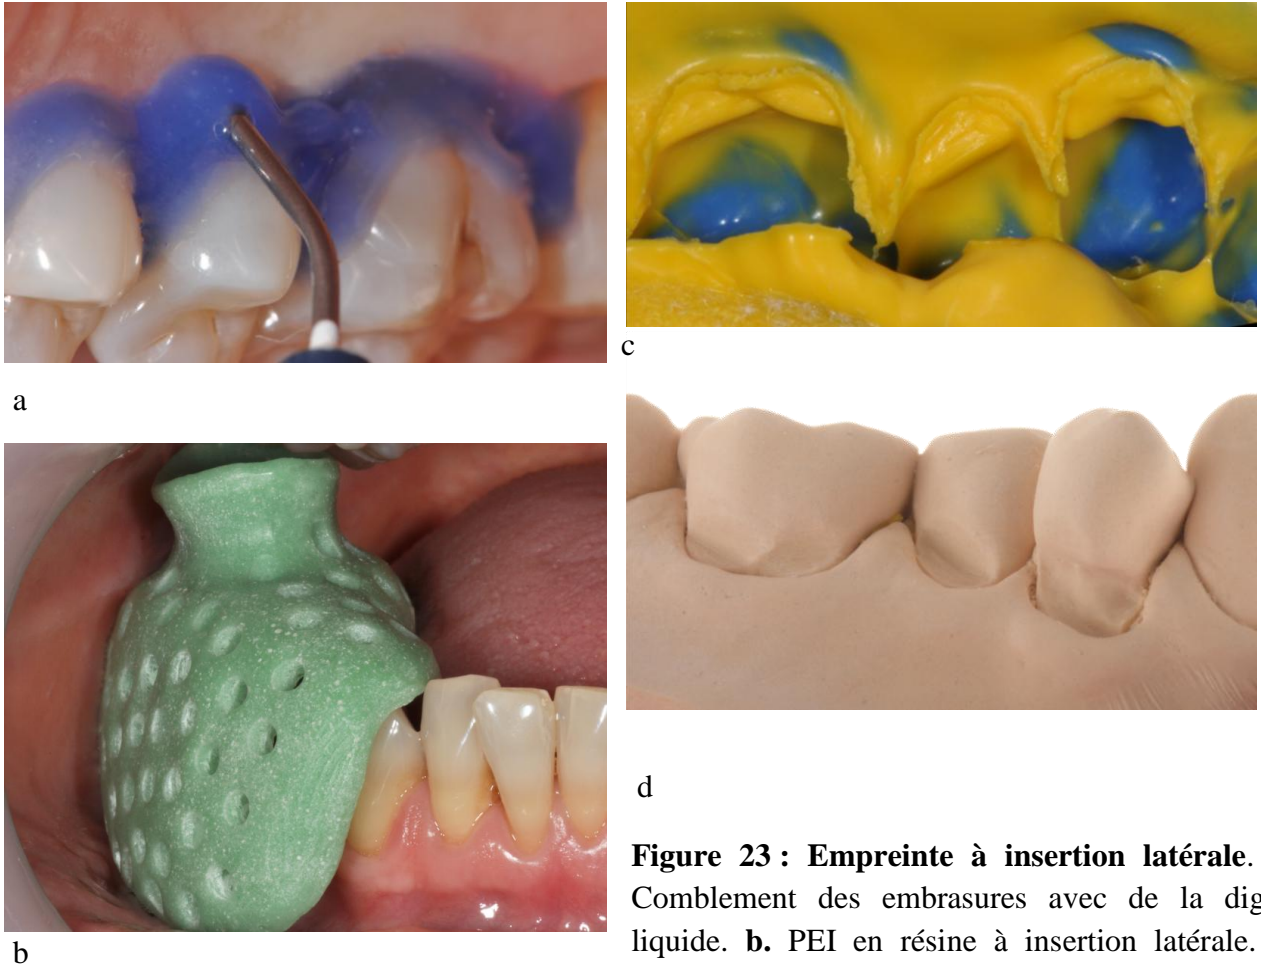 a
c
b
d
Figure 23 : Empreinte à insertion latérale.
Comblement des embrasures avec de la dig
liquide. b. PEI en résine à insertion latérale.